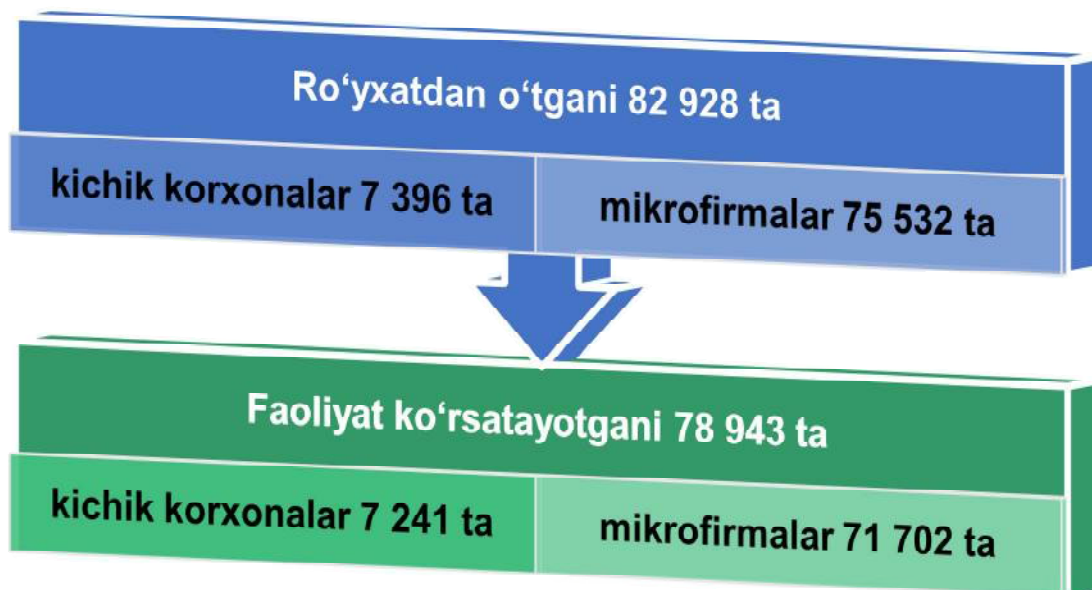 Ro‘yxatdan o‘tgani 82 928 ta
kichik korxonalar 7 396 ta
mikrofirmalar 75 532 ta
Faoliyat ko‘rsatayotgani 78 943 ta
kichik korxonalar 7 241 ta
mikrofirmalar 71 702 ta